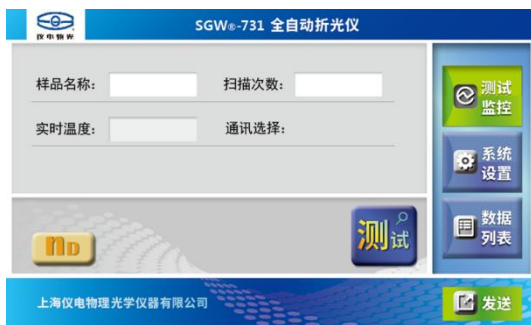 仪电物光
SGW®-731 全自动折光仪
样品名称： 扫描次数：
实时温度： 通讯选择：
测试
监控
系统
设置
数据
列表
nD
测试
上海仪电物理光学仪器有限公司
发送